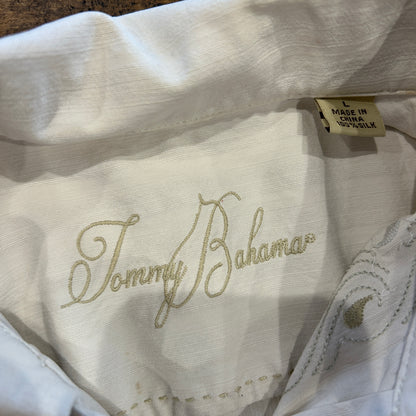 L
MADE IN
CHINA
100% SILK
Tommy Bahama®